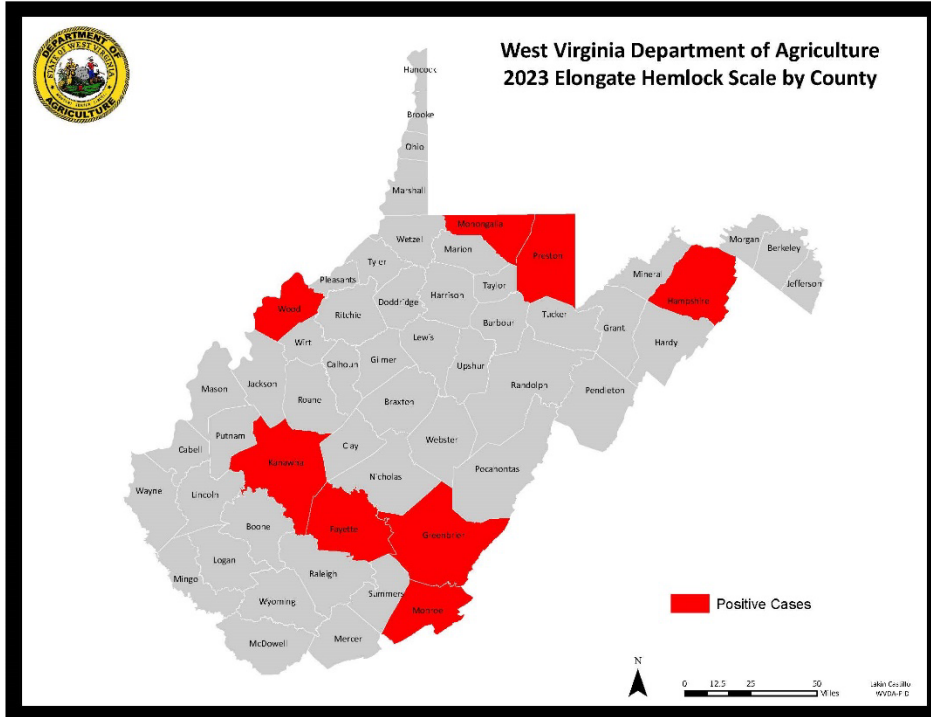 West Virginia Department of Agriculture
2023 Elongate Hemlock Scale by County
DEPARTMENT OF
STATE OF WEST VIRGINIA
AGRICULTURE
Hancock
Brooke
Ohio
Marshall
Monongalia
Wetzel
Marion
Preston
Morgan
Berkeley
Jefferson
Mineral
Hampshire
Tyler
Pleasants
Taylor
Harrison
Doddridge
Wood
Ritchie
Barbour
Tucker
Grant
Hardy
Wirt
Lewis
Gilmer
Calhoun
Upshur
Randolph
Pendleton
Jackson
Mason
Roane
Braxton
Putnam
Clay
Webster
Cabell
Kanawha
Nicholas
Pocahontas
Wayne
Lincoln
Boone
Fayette
Greenbrier
Logan
Raleigh
Mingo
Summers
Wyoming
Monroe
McDowell
Mercer
Positive Cases
N
0 12.5 25 50
Miles
Lakin Castillo
WVDA-PID